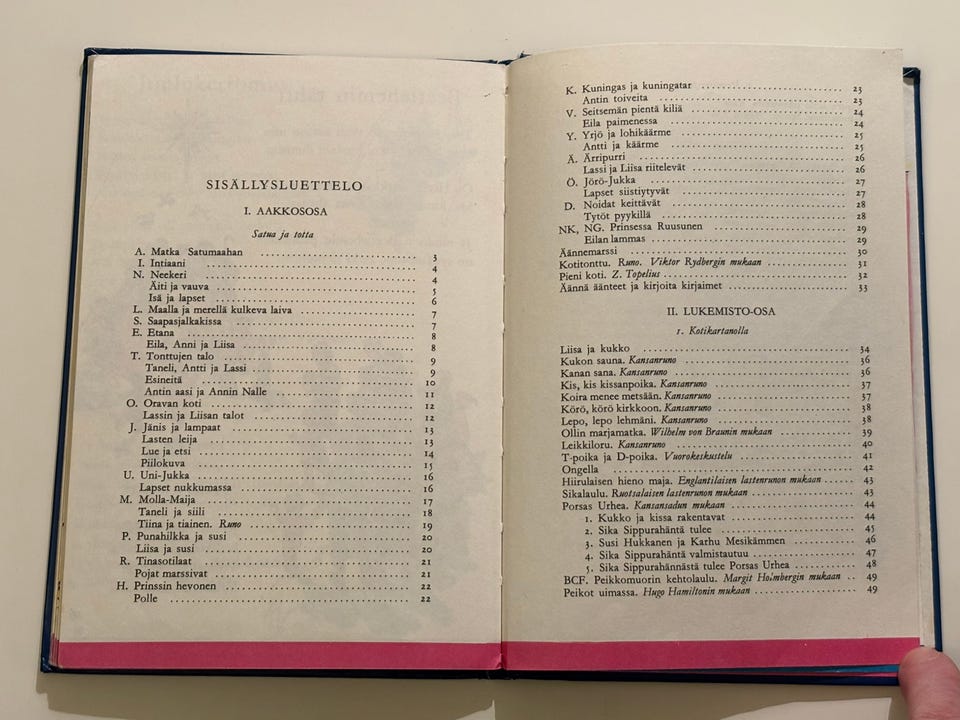 SISÄLLYSLUETTELO
I. AAKKOSOSA
Satua ja totta
A. Matka Satumaahan .......... 3
I. Intiaani .......... 4
N. Neekeri .......... 4
Äiti ja vauva .......... 5
Isä ja lapset .......... 6
L. Maalla ja merellä kulkeva laiva .......... 7
S. Saapasjalkakissa .......... 7
E. Etana .......... 8
Eila, Anni ja Liisa .......... 8
T. Tonttujen talo .......... 9
Taneli, Antti ja Lassi .......... 9
Esineitä .......... 10
Antin aasi ja Annin Nalle .......... 11
O. Oravan koti .......... 12
Lassin ja Liisan talot .......... 12
J. Jänis ja lampaat .......... 13
Lasten leija .......... 13
Lue ja etsi .......... 14
Piilokuva .......... 15
U. Uni-Jukka .......... 16
Lapset nukkumassa .......... 16
M. Molla-Maija .......... 17
Taneli ja siili .......... 18
Tiina ja tiainen. Runo .......... 19
P. Punahilkka ja susi .......... 20
Liisa ja susi .......... 20
R. Tinasotilaat .......... 21
Pojat marssivat .......... 21
H. Prinssin hevonen .......... 22
Polle .......... 22
K. Kuningas ja kuningatar .......... 23
Antin toiveita .......... 23
V. Seitsemän pientä kiliä .......... 24
Eila paimenessa .......... 24
Y. Yrjö ja lohikäärme .......... 25
Antti ja käärme .......... 25
Ä. Ärripurri .......... 26
Lassi ja Liisa riitelevät .......... 26
Ö. Jörö-Jukka .......... 27
Lapset siistiytyvät .......... 27
D. Noidat keittävät .......... 28
Tytöt pyykillä .......... 28
NK, NG. Prinsessa Ruusunen .......... 29
Eilan lammas .......... 29
Äännemarssi .......... 30
Kotitonttu. Runo. Viktor Rydbergin mukaan .......... 31
Pieni koti. Z. Topelius .......... 32
Äännä äänteet ja kirjoita kirjaimet .......... 33
II. LUKEMISTO-OSA
1. Kotikartanolla
Liisa ja kukko .......... 34
Kukon sauna. Kansanruno .......... 36
Kanan sana. Kansanruno .......... 36
Kis, kis kissanpoika. Kansanruno .......... 37
Koira menee metsään. Kansanruno .......... 37
Körö, körö kirkkoon. Kansanruno .......... 38
Lepo, lepo lehmäni. Kansanruno .......... 38
Ollin marjamatka. Wilhelm von Braunin mukaan .......... 39
Leikkiloru. Kansanruno .......... 40
T-poika ja D-poika. Vuorokeskustelu .......... 41
Ongella .......... 42
Hiirulaisen hieno maja. Englantilaisen lastenrunon mukaan .......... 43
Sikalaulu. Ruotsalaisen lastenrunon mukaan .......... 43
Porsas Urhea. Kansansadun mukaan .......... 44
1. Kukko ja kissa rakentavat .......... 44
2. Sika Sippurahäntä tulee .......... 45
3. Susi Hukkanen ja Karhu Mesikämmen .......... 46
4. Sika Sippurahäntä valmistautuu .......... 47
5. Sika Sippurahännästä tulee Porsas Urhea .......... 48
BCF. Peikkomuorin kehtolaulu. Margit Holmbergin mukaan .. 49
Peikot uimassa. Hugo Hamiltonin mukaan .......... 49